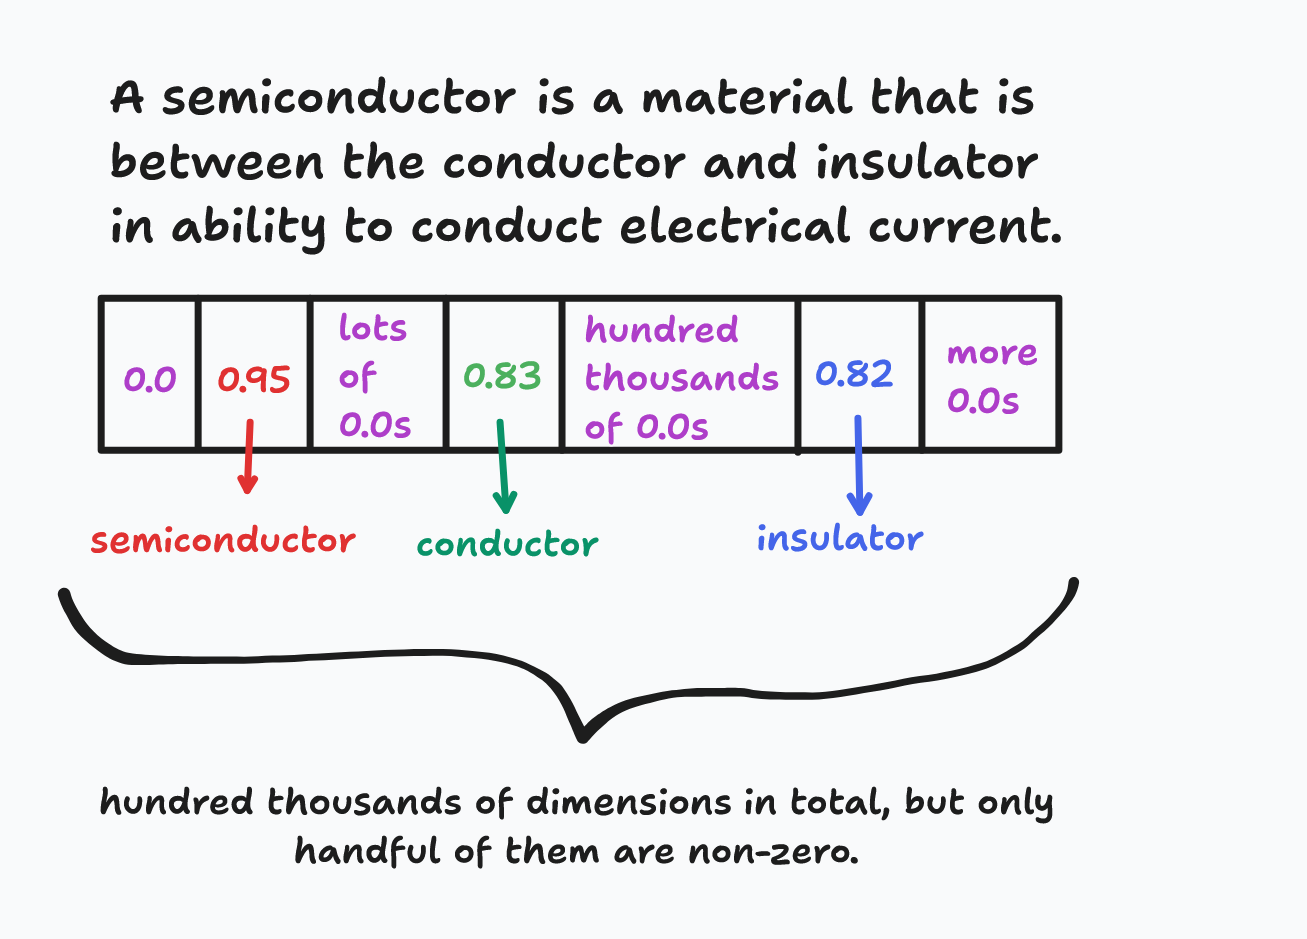 A semiconductor is a material that is
between the conductor and insulator
in ability to conduct electrical current.
0.0
0.95
lots
of
0.0s
0.83
hundred
thousands
of 0.0s
0.82
more
0.0s
semiconductor
conductor
insulator
hundred thousands of dimensions in total, but only
handful of them are non-zero.